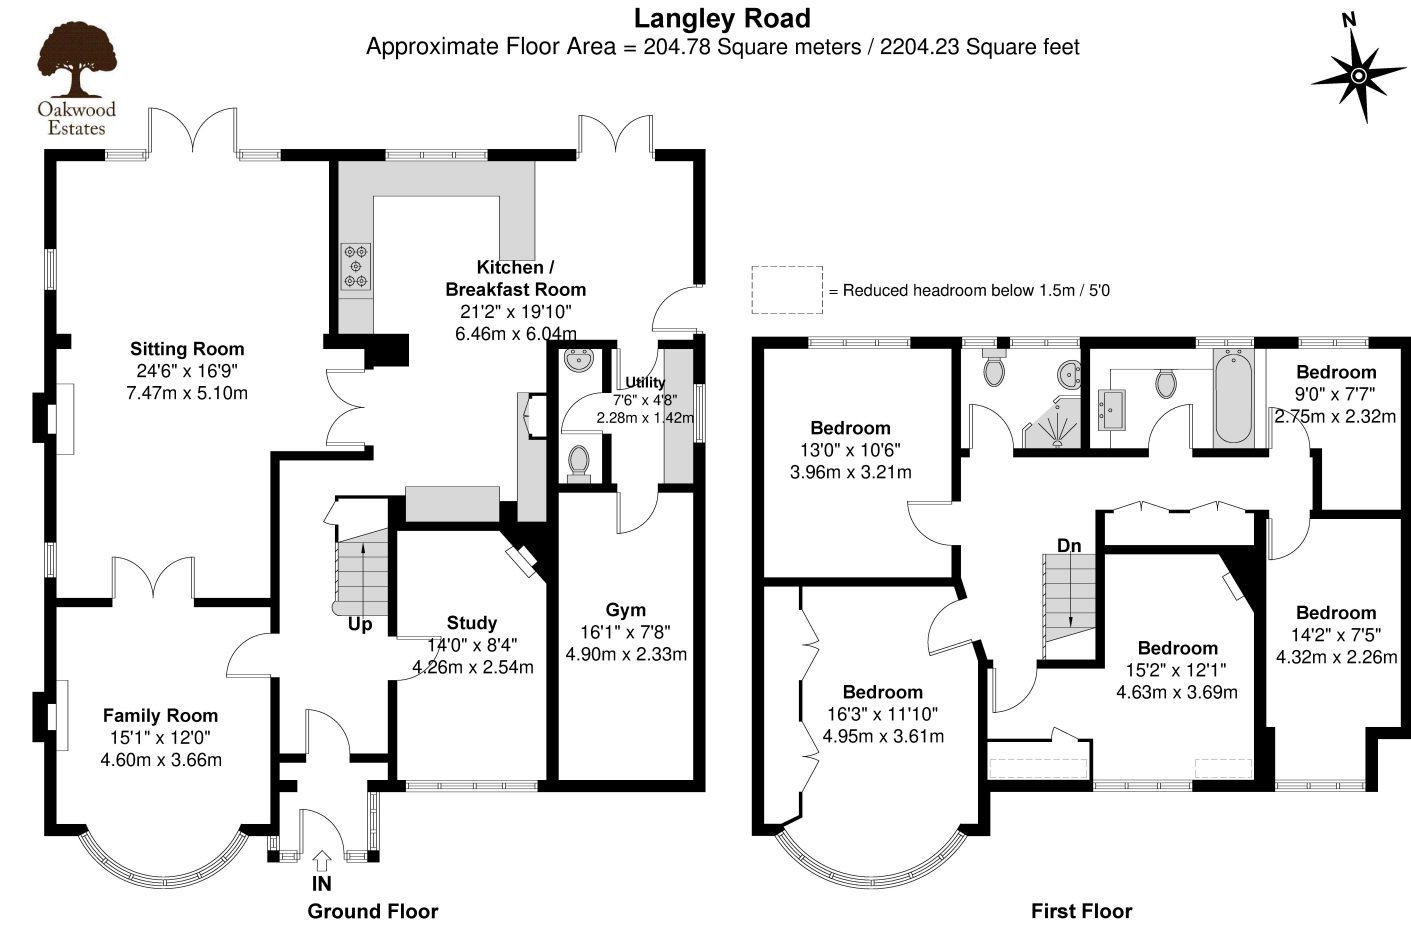 Langley Road
Approximate Floor Area = 204.78 Square meters / 2204.23 Square feet
N
Oakwood
Estates
Kitchen /
Breakfast Room
21'2" x 19'10"
6.46m x 6.04m
Sitting Room
24'6" x 16'9"
7.47m x 5.10m
Utility
7'6" x 4'8"
2.28m x 1.42m
Up
Study
14'0" x 8'4"
4.26m x 2.54m
Gym
16'1" x 7'8"
4.90m x 2.33m
Family Room
15'1" x 12'0"
4.60m x 3.66m
IN
Ground Floor
= Reduced headroom below 1.5m / 5'0
Bedroom
13'0" x 10'6"
3.96m x 3.21m
Bedroom
9'0" x 7'7"
2.75m x 2.32m
Dn
Bedroom
14'2" x 7'5"
4.32m x 2.26m
Bedroom
15'2" x 12'1"
4.63m x 3.69m
Bedroom
16'3" x 11'10"
4.95m x 3.61m
First Floor